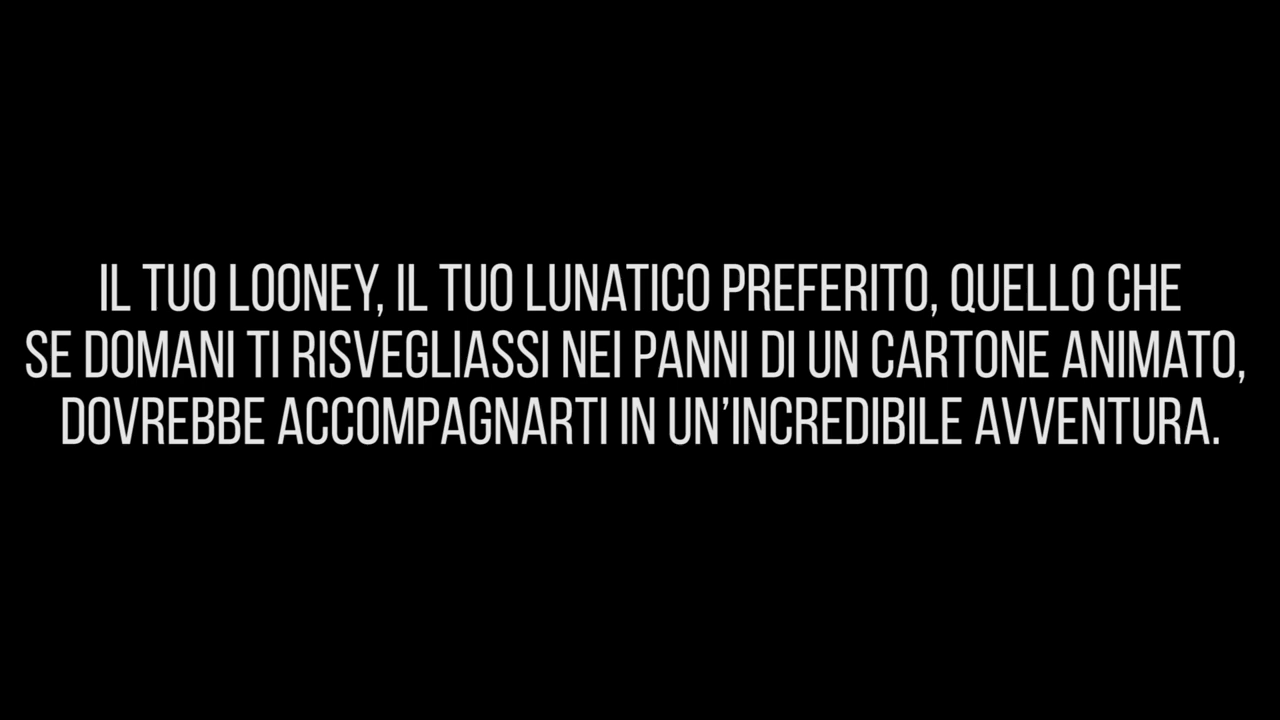 IL TUO LOONEY, IL TUO LUNATICO PREFERITO, QUELLO CHE
SE DOMANI TI RISVEGLIASSI NEI PANNI DI UN CARTONE ANIMATO,
DOVREBBE ACCOMPAGNARTI IN UN’INCREDIBILE AVVENTURA.